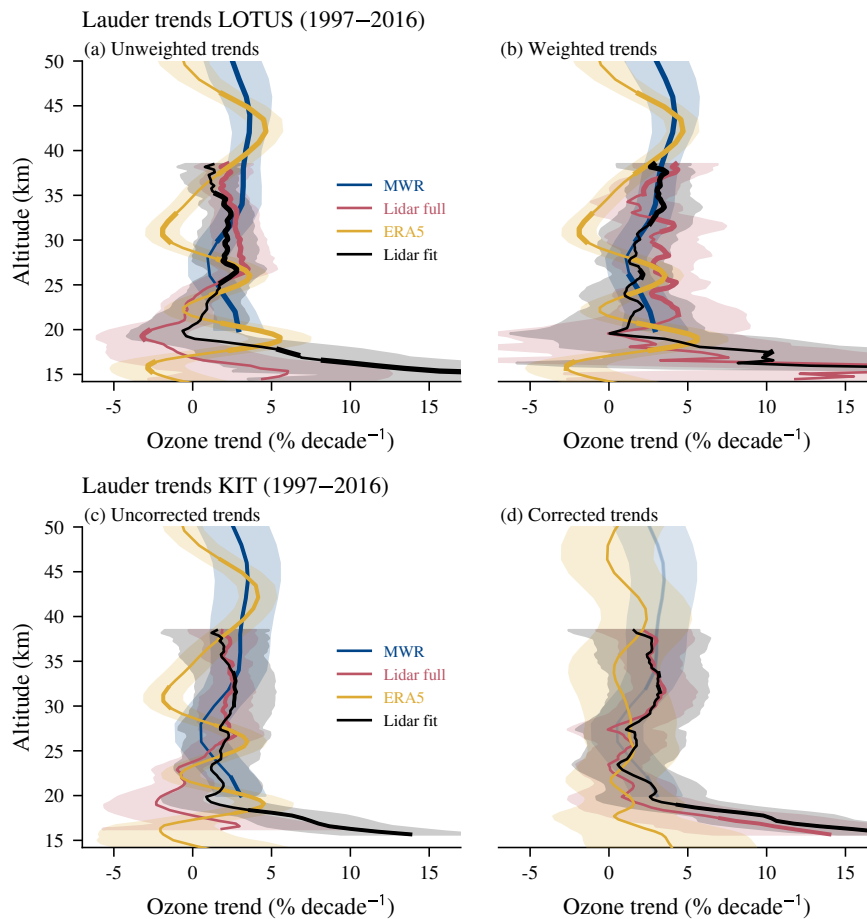 Lauder trends LOTUS (1997−2016)
(a) Unweighted trends
(b) Weighted trends
50
45
40
35
30
25
20
15
Altitude (km)
MWR
Lidar full
ERA5
Lidar fit
-5 0 5 10 15
-5 0 5 10 15
Ozone trend (% decade⁻¹)
Ozone trend (% decade⁻¹)
Lauder trends KIT (1997−2016)
(c) Uncorrected trends
(d) Corrected trends
50
45
40
35
30
25
20
15
Altitude (km)
MWR
Lidar full
ERA5
Lidar fit
-5 0 5 10 15
-5 0 5 10 15
Ozone trend (% decade⁻¹)
Ozone trend (% decade⁻¹)